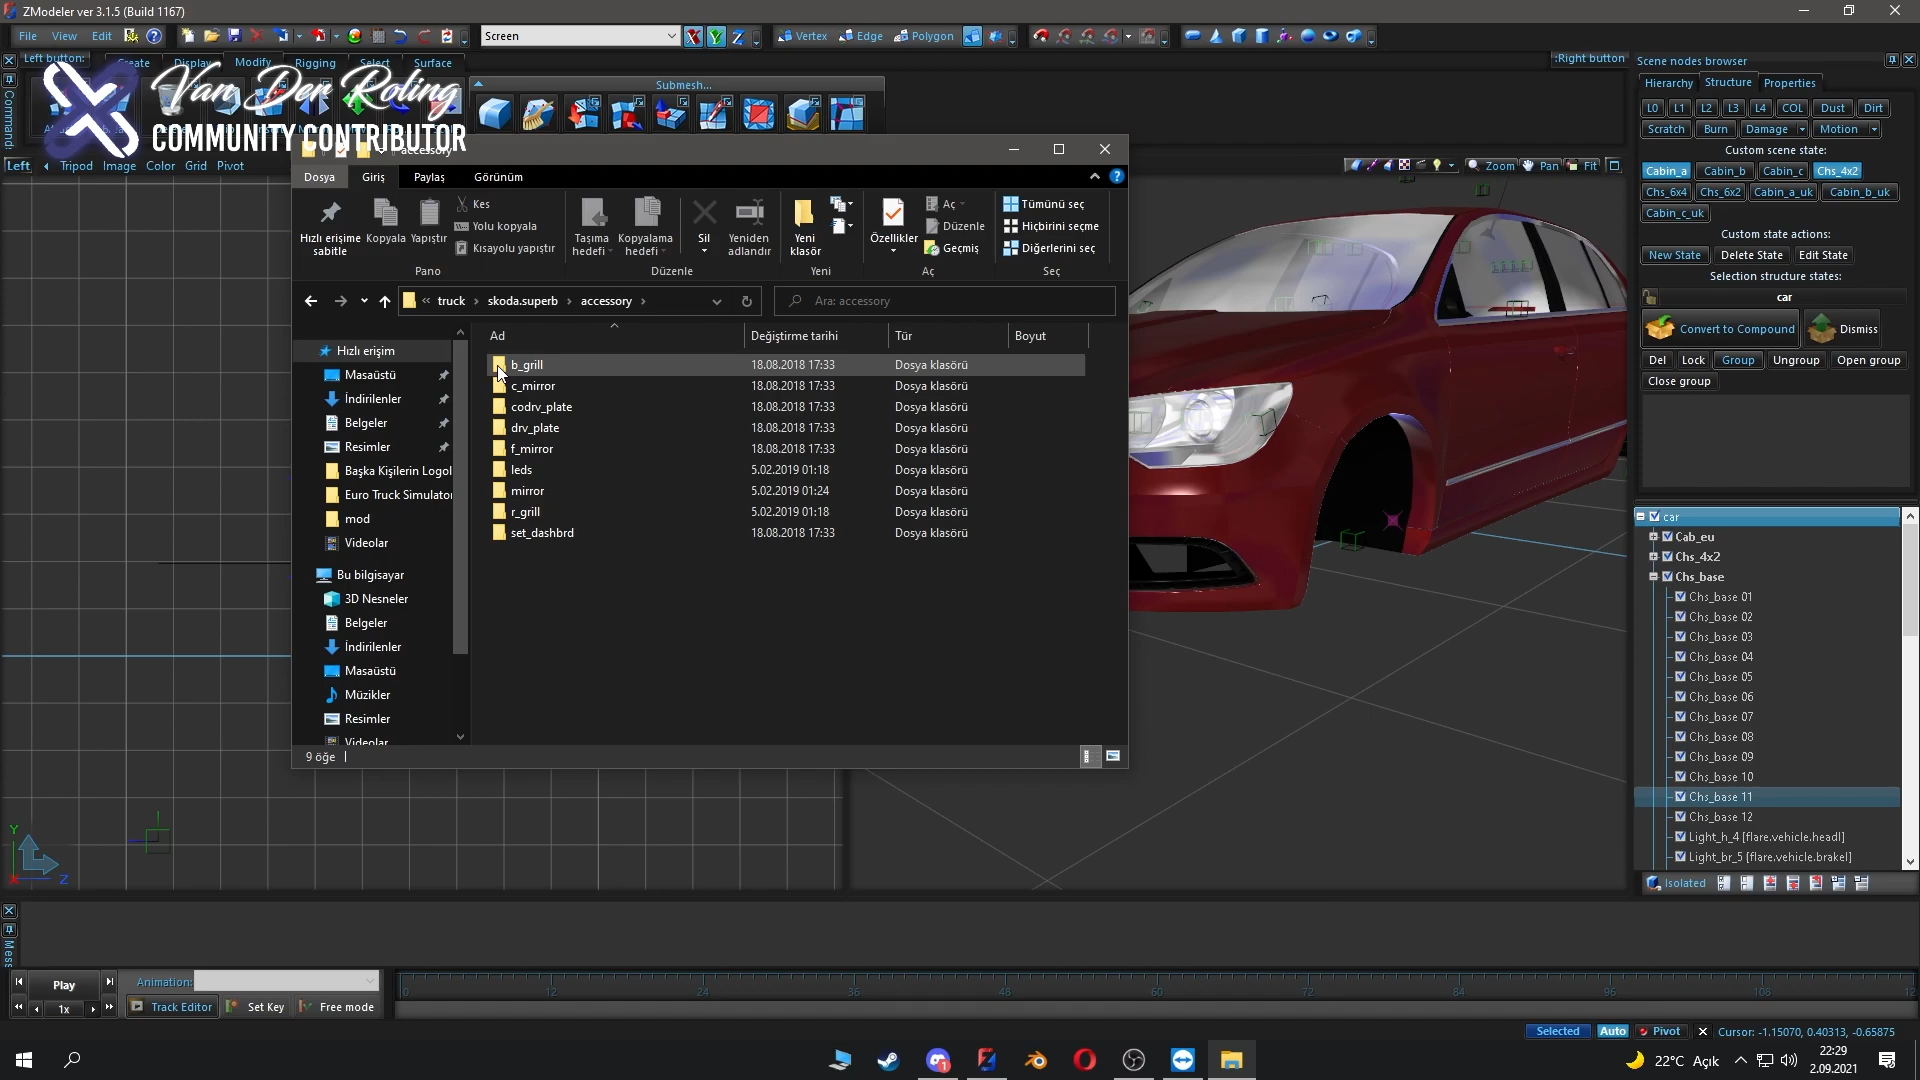 ZModeler ver 3.1.5 (Build 1167)
File View Edit
Screen
X Y Z
Vertex Edge Polygon
Left button:
Create Display Modify Rigging Select Surface
:Right button
Submesh...
Van Der Roling
COMMUNITY CONTRIBUTOR
Left Tripod Image Color Grid Pivot
Zoom Pan Fit
accessory
Dosya Giriş Paylaş Görünüm
Hızlı erişime sabitle
Kopyala
Yapıştır
Kes
Yolu kopyala
Kısayolu yapıştır
Pano
Taşıma hedefi
Kopyalama hedefi
Sil
Yeniden adlandır
Düzenle
Yeni klasör
Yeni
Özellikler
Aç
Düzenle
Geçmiş
Aç
Tümünü seç
Hiçbirini seçme
Diğerlerini seç
Seç
« truck › skoda.superb › accessory ›
Ara: accessory
Ad Değiştirme tarihi Tür Boyut
b_grill 18.08.2018 17:33 Dosya klasörü
c_mirror 18.08.2018 17:33 Dosya klasörü
codrv_plate 18.08.2018 17:33 Dosya klasörü
drv_plate 18.08.2018 17:33 Dosya klasörü
f_mirror 18.08.2018 17:33 Dosya klasörü
leds 5.02.2019 01:18 Dosya klasörü
mirror 5.02.2019 01:24 Dosya klasörü
r_grill 5.02.2019 01:18 Dosya klasörü
set_dashbrd 18.08.2018 17:33 Dosya klasörü
Hızlı erişim
Masaüstü
İndirilenler
Belgeler
Resimler
Başka Kişilerin Logol
Euro Truck Simulator
mod
Videolar
Bu bilgisayar
3D Nesneler
Belgeler
İndirilenler
Masaüstü
Müzikler
Resimler
Videolar
9 öğe
Scene nodes browser
Hierarchy Structure Properties
L0 L1 L2 L3 L4 COL Dust Dirt
Scratch Burn Damage Motion
Custom scene state:
Cabin_a Cabin_b Cabin_c Chs_4x2
Chs_6x4 Chs_6x2 Cabin_a_uk Cabin_b_uk
Cabin_c_uk
Custom state actions:
New State Delete State Edit State
Selection structure states:
car
Convert to Compound Dismiss
Del Lock Group Ungroup Open group
Close group
car
Cab_eu
Chs_4x2
Chs_base
Chs_base 01
Chs_base 02
Chs_base 03
Chs_base 04
Chs_base 05
Chs_base 06
Chs_base 07
Chs_base 08
Chs_base 09
Chs_base 10
Chs_base 11
Chs_base 12
Light_h_4 [flare.vehicle.headl]
Light_br_5 [flare.vehicle.brakel]
Isolated
Y
Z
Play
1x
Animation:
Track Editor Set Key Free mode
0 12 24 36 48 60 72 84 96 108 12
Selected Auto Pivot Cursor: -1.15070, 0.40313, -0.65875
22°C Açık
22:29
2.09.2021